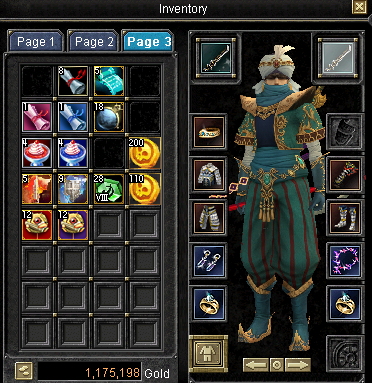 Inventory
Page 1 Page 2 Page 3
8 5
1 1 18
4 4 200
5 9 28 VIII 110
12 12
1,175,198 Gold